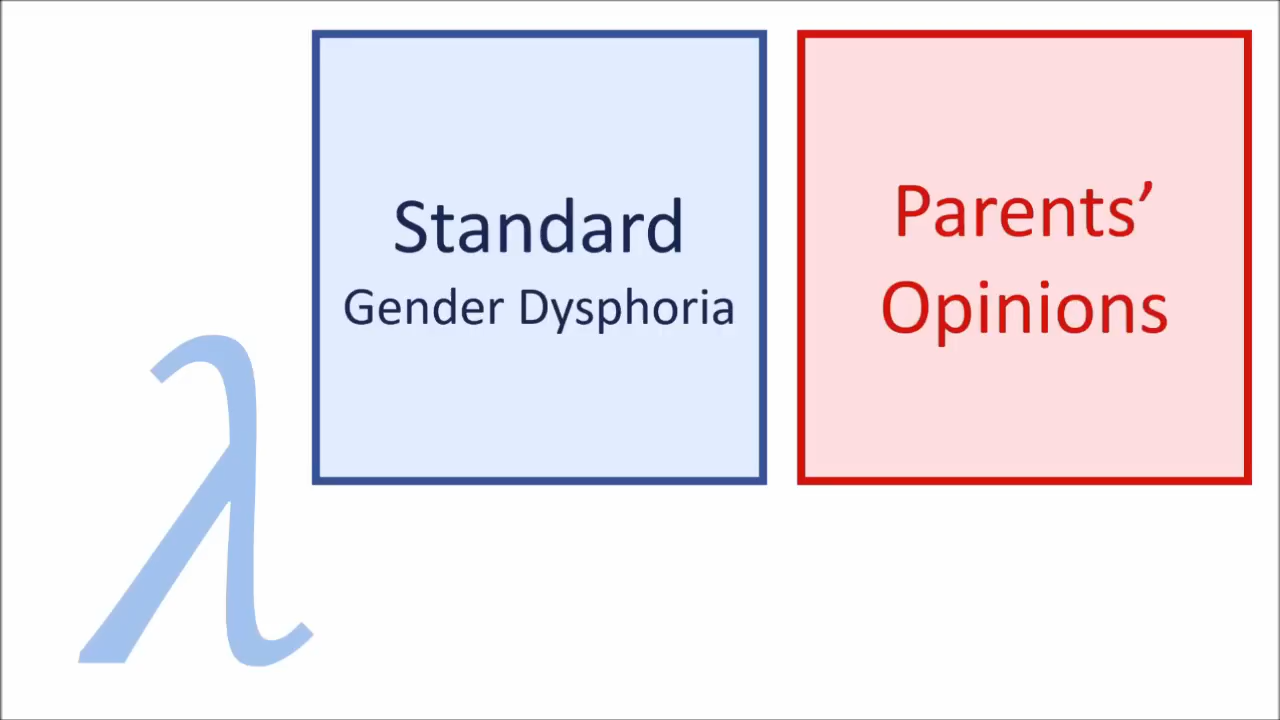 Standard
Gender Dysphoria
Parents’
Opinions
λ